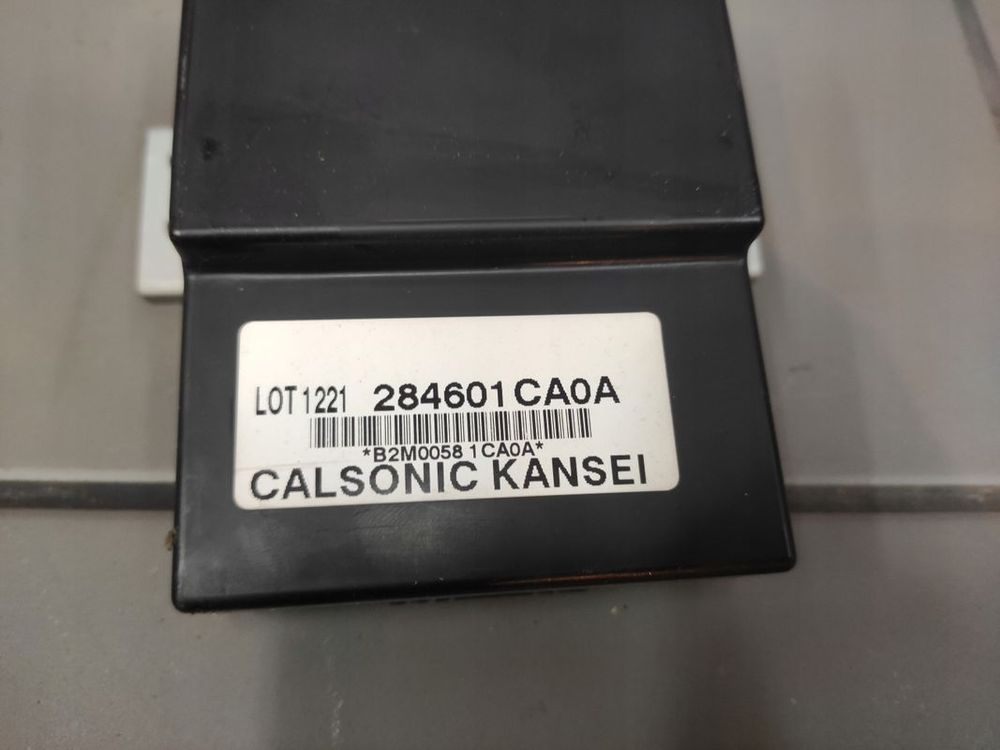 LOT 1221 284601CA0A
*B2M0058 1CA0A*
CALSONIC KANSEI